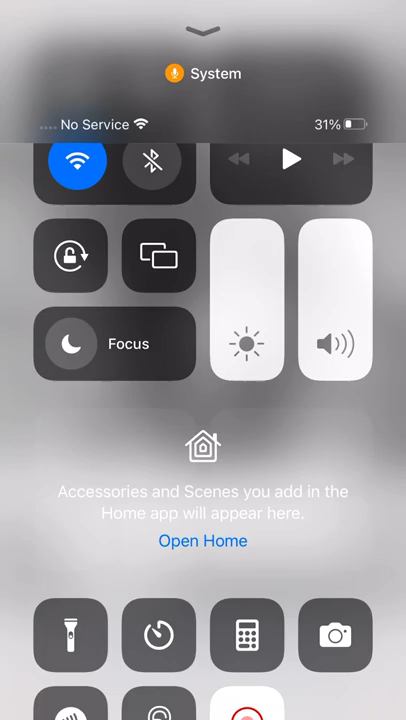 System
No Service
31%
Focus
Accessories and Scenes you add in the
Home app will appear here.
Open Home